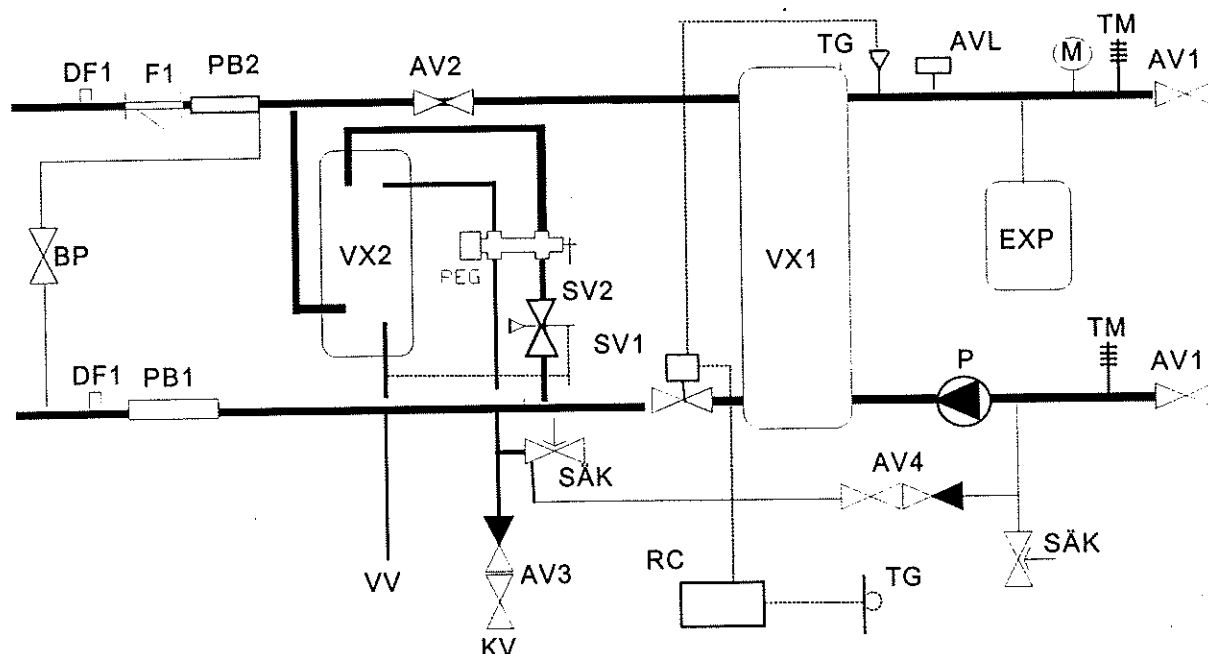 TM
TG
AVL
M
AV1
DF1
F1
PB2
AV2
BP
VX2
VX1
EXP
PEG
SV2
SV1
TM
DF1
PB1
P
AV1
SÄK
AV4
SÄK
RC
TG
VV
AV3
KV